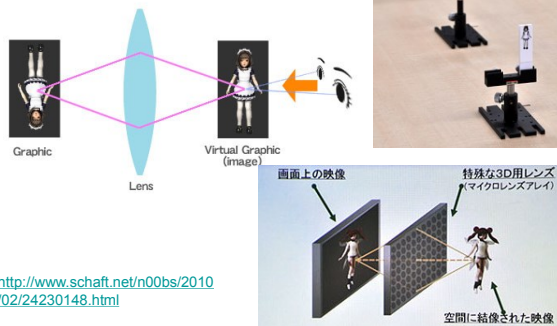 Graphic
Lens
Virtual Graphic
(image)
画面上の映像
特殊な3D用レンズ
(マイクロレンズアレイ)
空間に結像された映像
http://www.schaft.net/n00bs/2010
/02/24230148.html